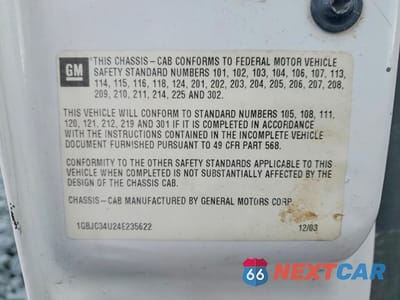 GM
THIS CHASSIS-CAB CONFORMS TO FEDERAL MOTOR VEHICLE
SAFETY STANDARD NUMBERS 101, 102, 103, 104, 106, 107, 113,
114, 115, 116, 118, 124, 201, 202, 203, 204, 205, 206, 207, 208,
209, 210, 211, 214, 225 AND 302.
THIS VEHICLE WILL CONFORM TO STANDARD NUMBERS 105, 108, 111,
120, 121, 212, 219 AND 301 IF IT IS COMPLETED IN ACCORDANCE
WITH THE INSTRUCTIONS CONTAINED IN THE INCOMPLETE VEHICLE
DOCUMENT FURNISHED PURSUANT TO 49 CFR PART 568.
CONFORMITY TO THE OTHER SAFETY STANDARDS APPLICABLE TO THIS
VEHICLE WHEN COMPLETED IS NOT SUBSTANTIALLY AFFECTED BY THE
DESIGN OF THE CHASSIS CAB.
CHASSIS-CAB MANUFACTURED BY GENERAL MOTORS CORP.
1GBJC34U24E235622 12/03
66 NEXTCAR